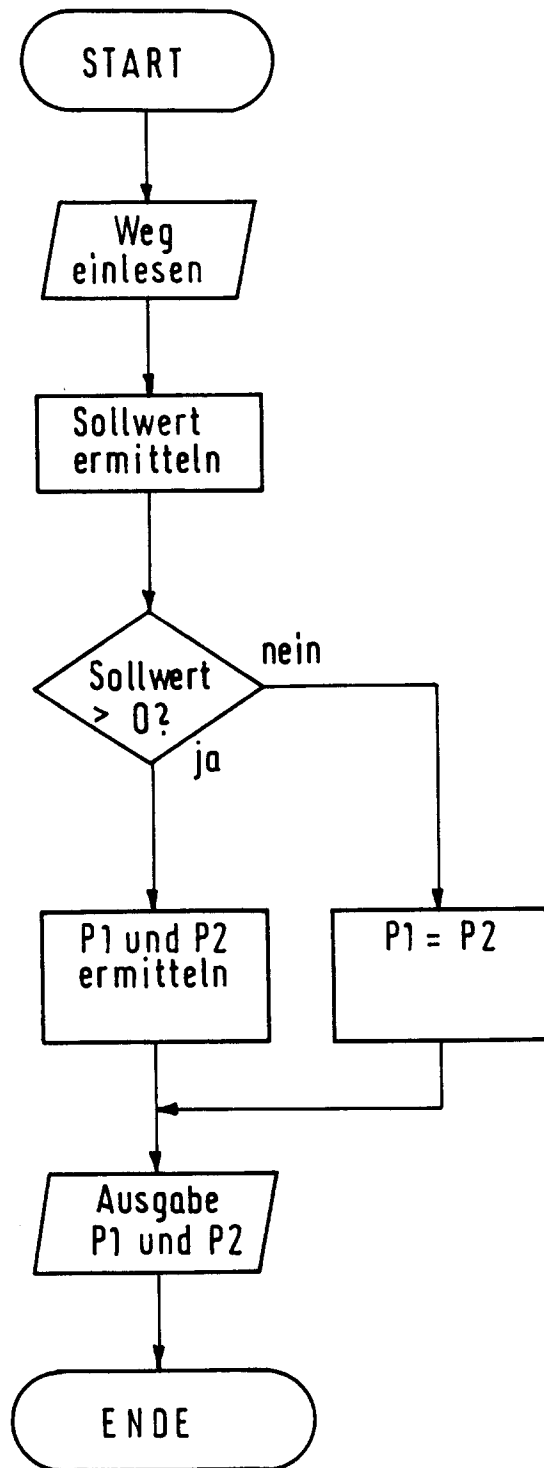 START
Weg
einlesen
Sollwert
ermitteln
Sollwert
> 0?
nein
ja
P1 und P2
ermitteln
P1 = P2
Ausgabe
P1 und P2
ENDE